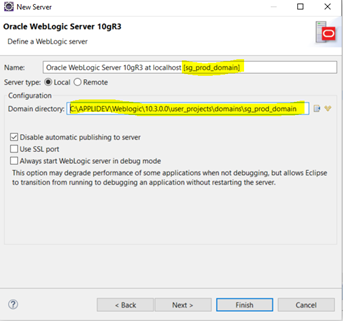 New Server
Oracle WebLogic Server 10gR3
Define a WebLogic server
Name: Oracle WebLogic Server 10gR3 at localhost [sg_prod_domain]
Server type: Local Remote
Configuration
Domain directory: C:\APPLIDEV\Weblogic\10.3.0.0\user_projects\domains\sg_prod_domain
Disable automatic publishing to server
Use SSL port
Always start WebLogic server in debug mode
This option may degrade performance of some applications when not debugging, but allows Eclipse
to transition from running to debugging an application without restarting the server.
? < Back Next > Finish Cancel